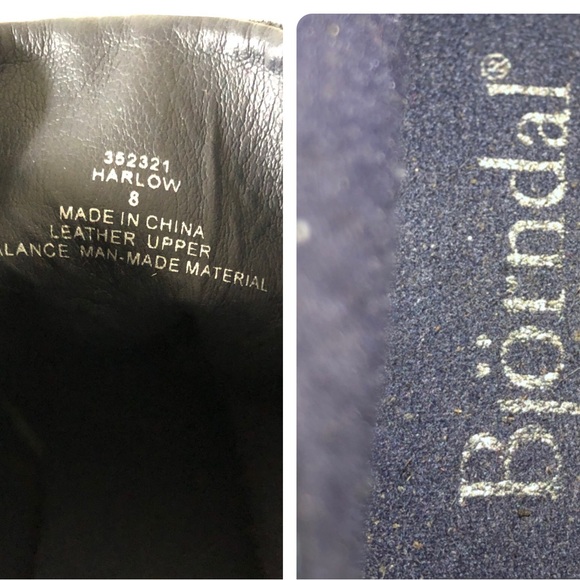 352321
HARLOW
8
MADE IN CHINA
LEATHER UPPER
ALANCE MAN-MADE MATERIAL
Björndal®